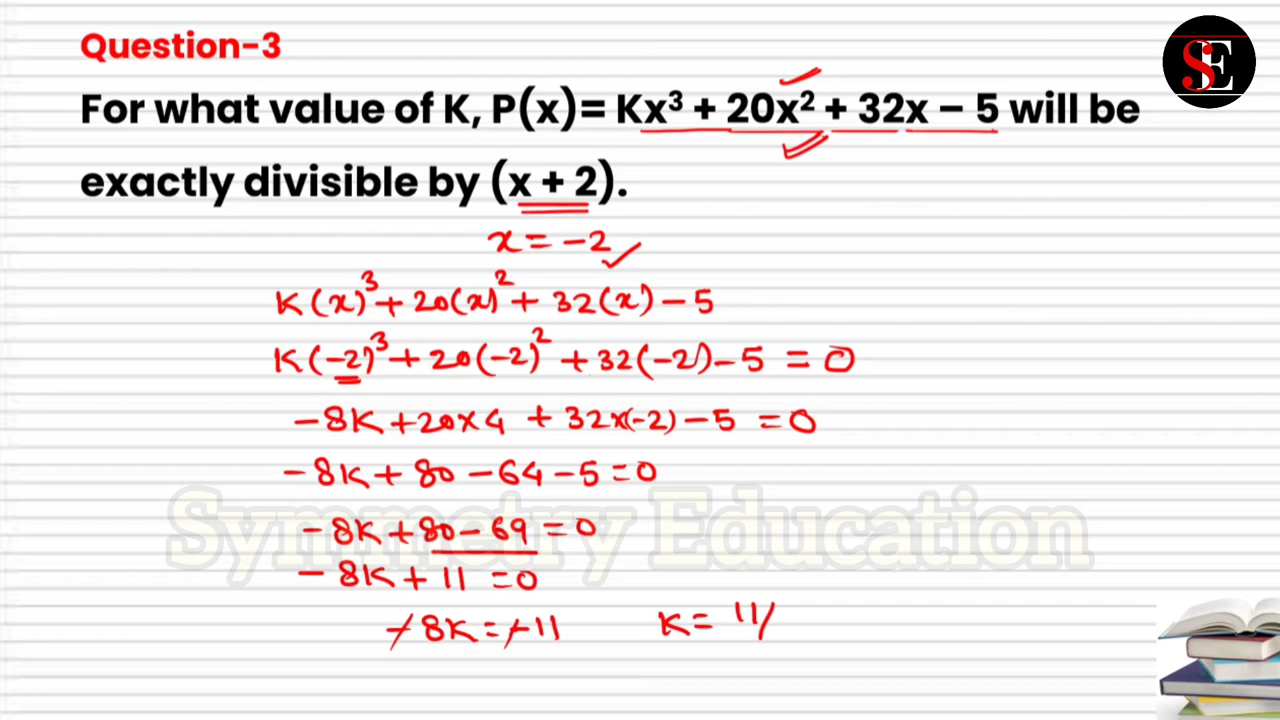 Question-3
SE
For what value of K, P(x)= Kx³ + 20x² + 32x – 5 will be
exactly divisible by (x + 2).
x = -2
K(x)³ + 20(x)² + 32(x) - 5
K(-2)³ + 20(-2)² + 32(-2) - 5 = 0
-8K + 20×4 + 32×(-2) - 5 = 0
-8K + 80 - 64 - 5 = 0
Symmetry Education
-8K + 80 - 69 = 0
-8K + 11 = 0
-8K = -11
K = 11/